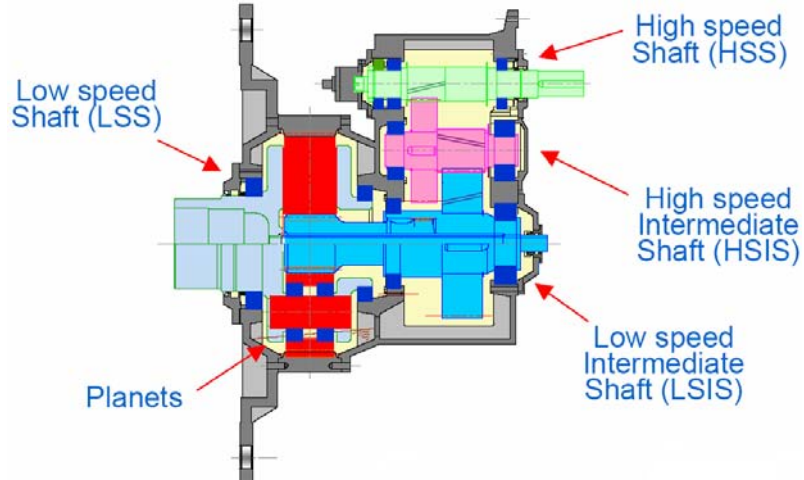 High speed
Shaft (HSS)
Low speed
Shaft (LSS)
High speed
Intermediate
Shaft (HSIS)
Low speed
Intermediate
Shaft (LSIS)
Planets